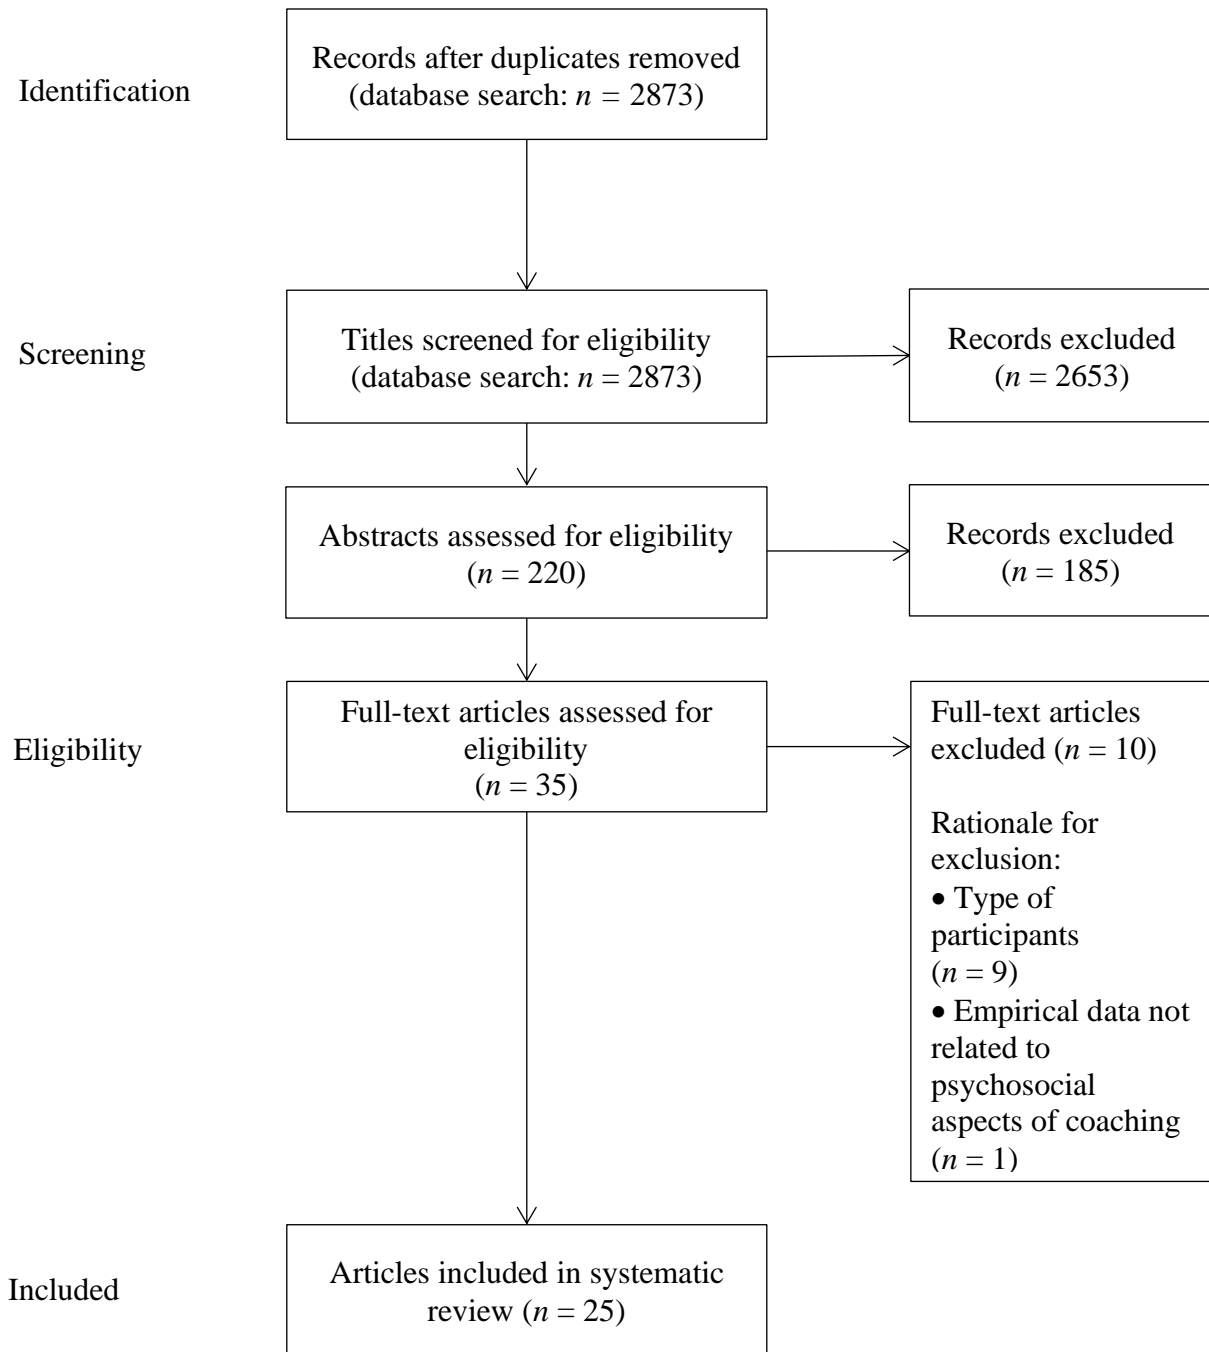 Identification
Records after duplicates removed
(database search: n = 2873)
Screening
Titles screened for eligibility
(database search: n = 2873)
Records excluded
(n = 2653)
Abstracts assessed for eligibility
(n = 220)
Records excluded
(n = 185)
Eligibility
Full-text articles assessed for
eligibility
(n = 35)
Full-text articles
excluded (n = 10)
Rationale for
exclusion:
• Type of
participants
(n = 9)
• Empirical data not
related to
psychosocial
aspects of coaching
(n = 1)
Included
Articles included in systematic
review (n = 25)